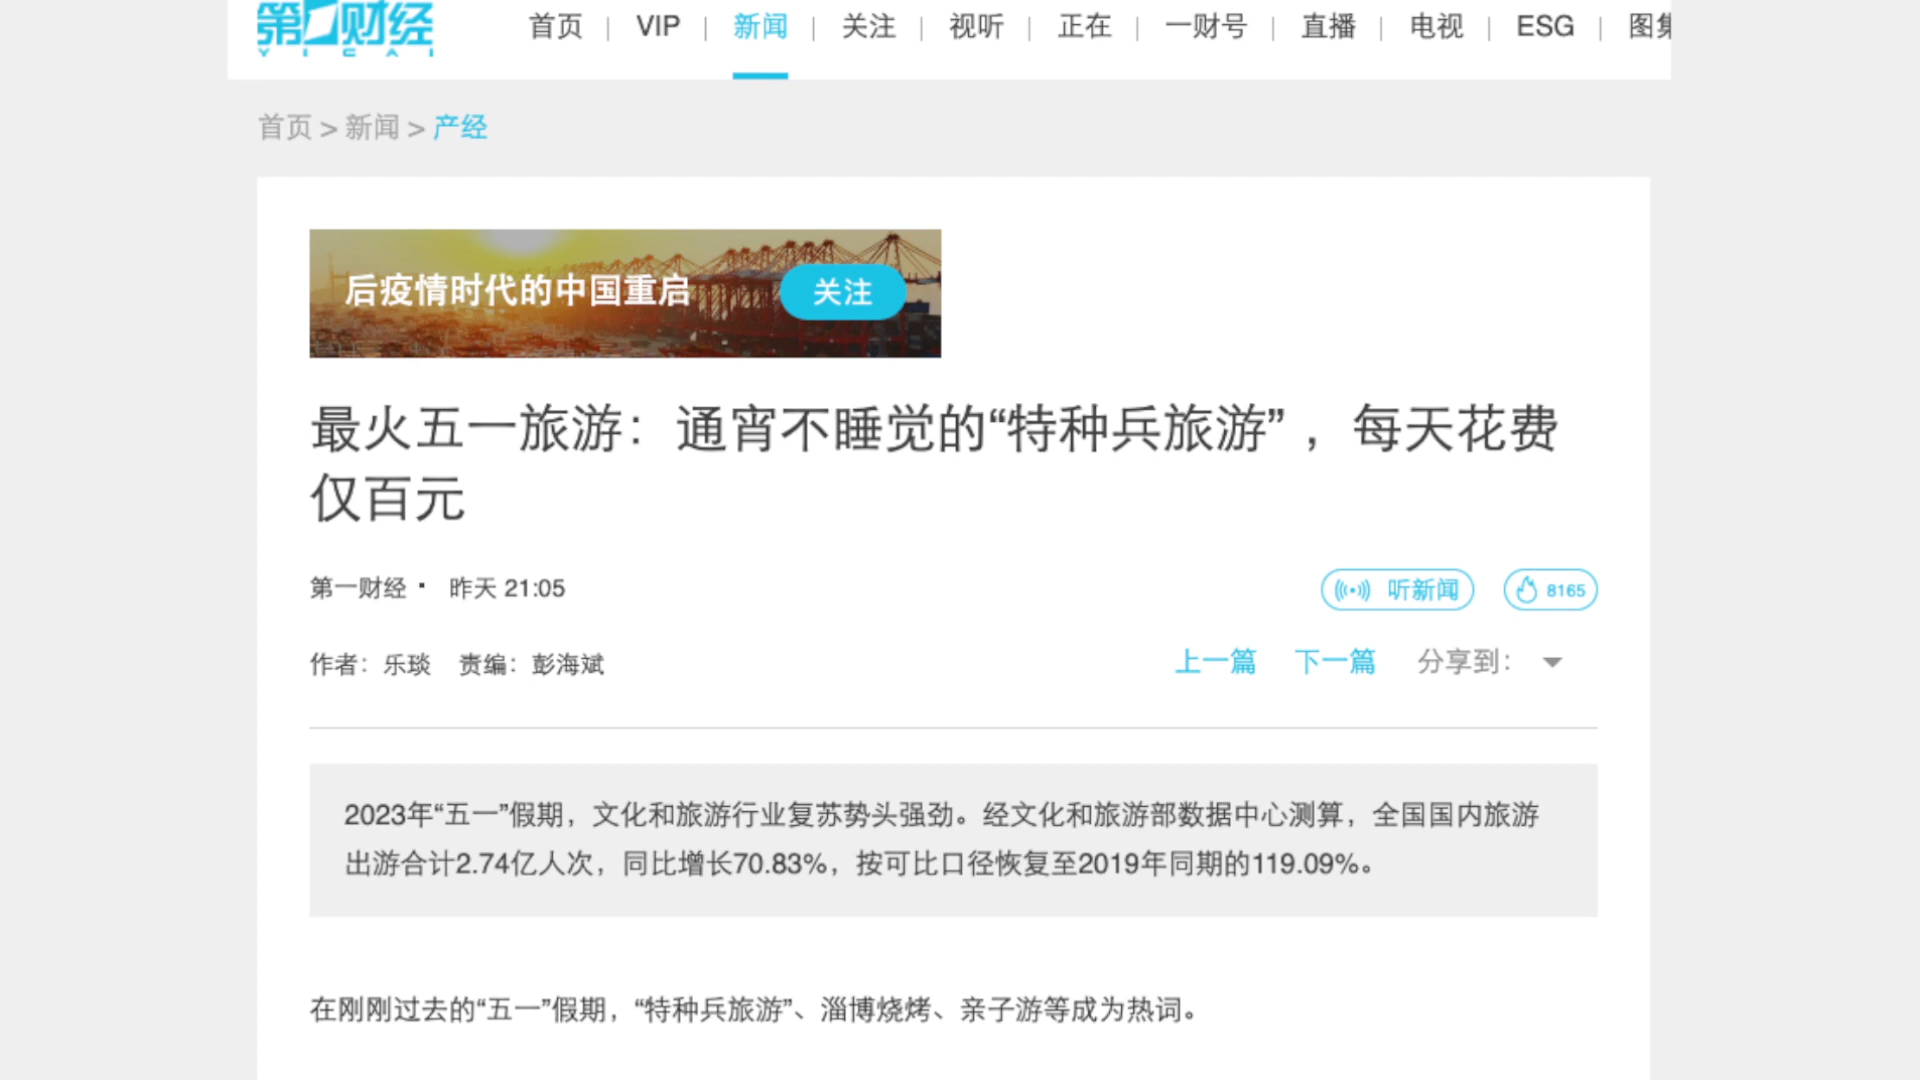 第一财经
YICAI
首页 | VIP | 新闻 | 关注 | 视听 | 正在 | 一财号 | 直播 | 电视 | ESG | 图集
首页 > 新闻 > 产经
后疫情时代的中国重启 关注
最火五一旅游：通宵不睡觉的“特种兵旅游”，每天花费
仅百元
第一财经 · 昨天 21:05 听新闻 8165
作者：乐琰 责编：彭海斌 上一篇 下一篇 分享到：
2023年“五一”假期，文化和旅游行业复苏势头强劲。经文化和旅游部数据中心测算，全国国内旅游
出游合计2.74亿人次，同比增长70.83%，按可比口径恢复至2019年同期的119.09%。
在刚刚过去的“五一”假期，“特种兵旅游”、淄博烧烤、亲子游等成为热词。